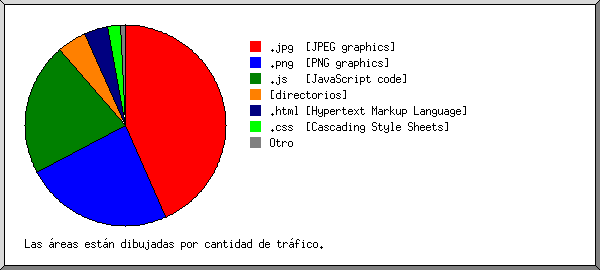 .jpg [JPEG graphics]
.png [PNG graphics]
.js [JavaScript code]
[directorios]
.html [Hypertext Markup Language]
.css [Cascading Style Sheets]
Otro
Las áreas están dibujadas por cantidad de tráfico.